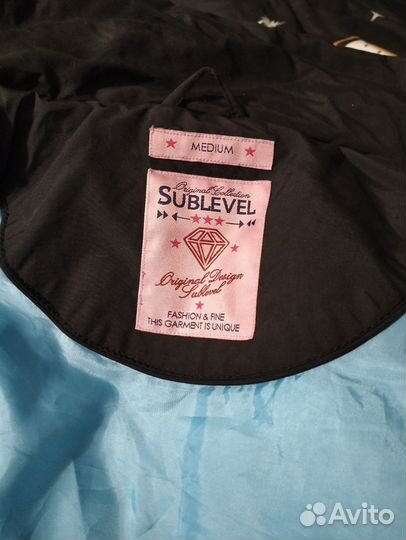 MEDIUM
Original Collection
SUBLEVEL
Original Design
Sublevel
FASHION & FINE
THIS GARMENT IS UNIQUE
Avito